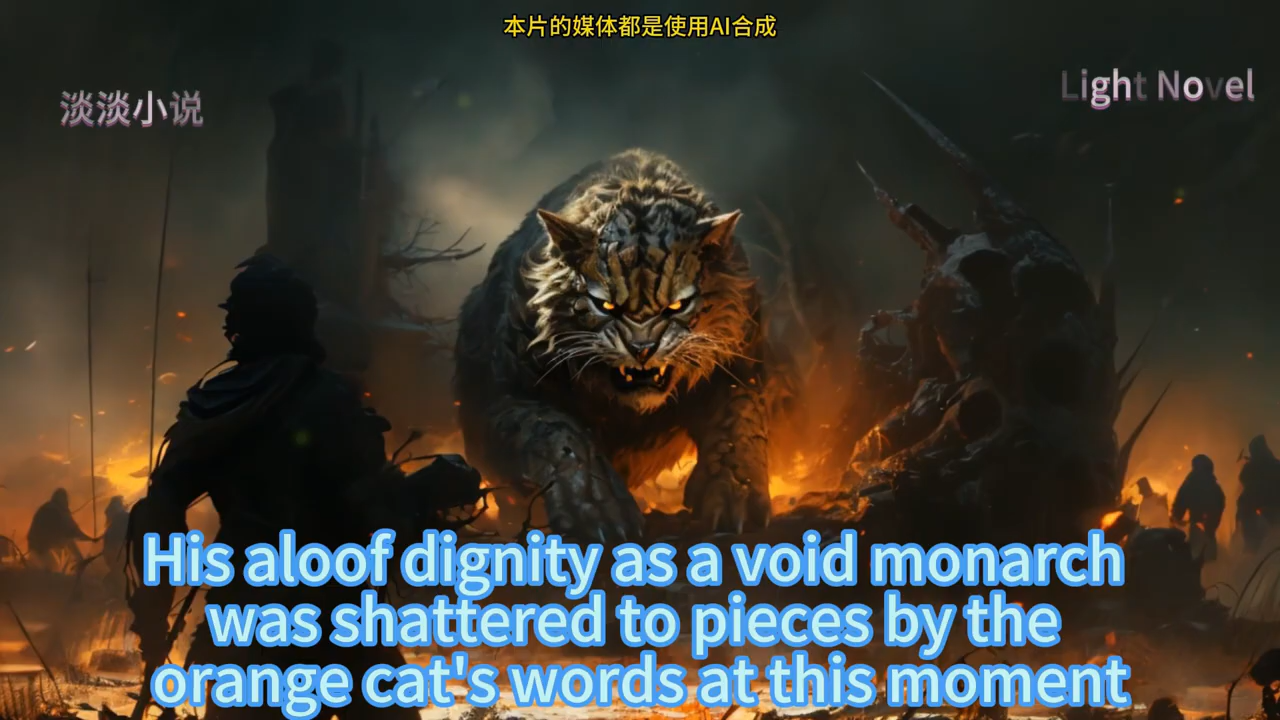 本片的媒体都是使用AI合成
淡淡小说
Light Novel
His aloof dignity as a void monarch
was shattered to pieces by the
orange cat's words at this moment